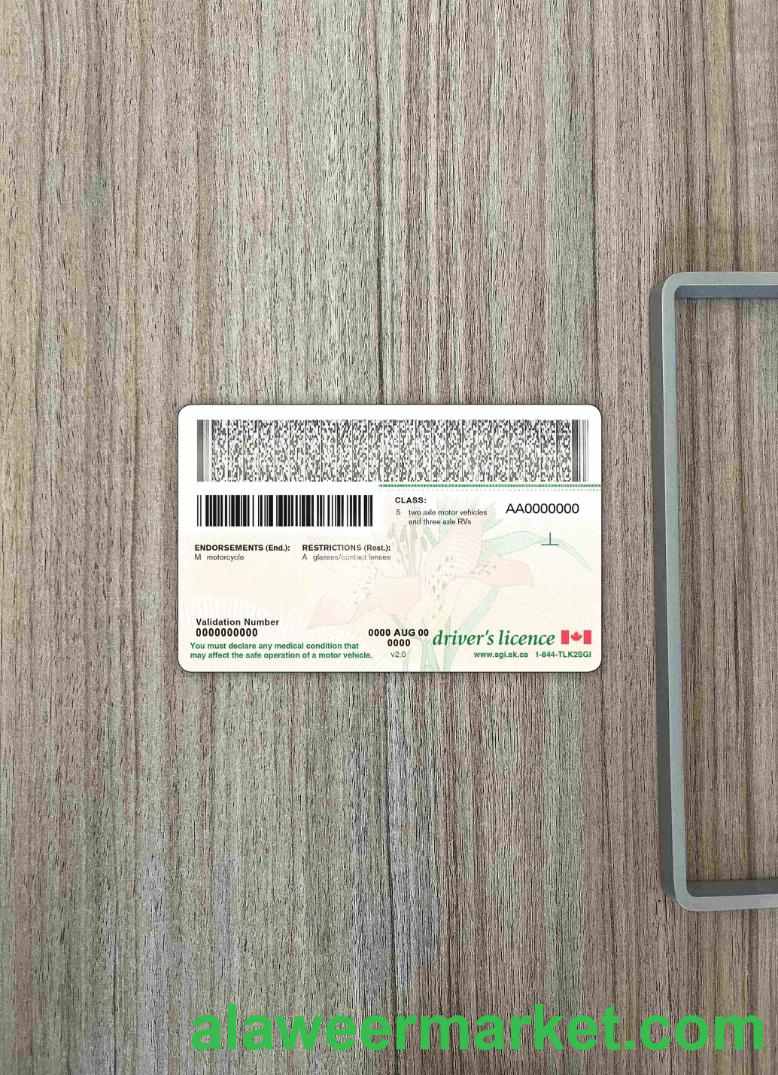 CLASS:
5 two axle motor vehicles
and three axle RVs
AA0000000
ENDORSEMENTS (End.): RESTRICTIONS (Rest.):
M motorcycle A glasses/contact lenses
Validation Number
0000000000
0000 AUG 00
0000
v2.0
You must declare any medical condition that
may affect the safe operation of a motor vehicle.
driver's licence
www.sgi.sk.ca 1-844-TLK2SGI
alaweermarket.com